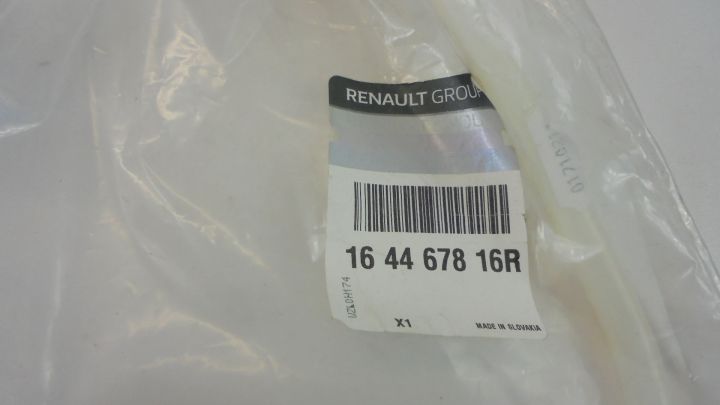 RENAULT GROUP
16 44 678 16R
X1
MADE IN SLOVAKIA